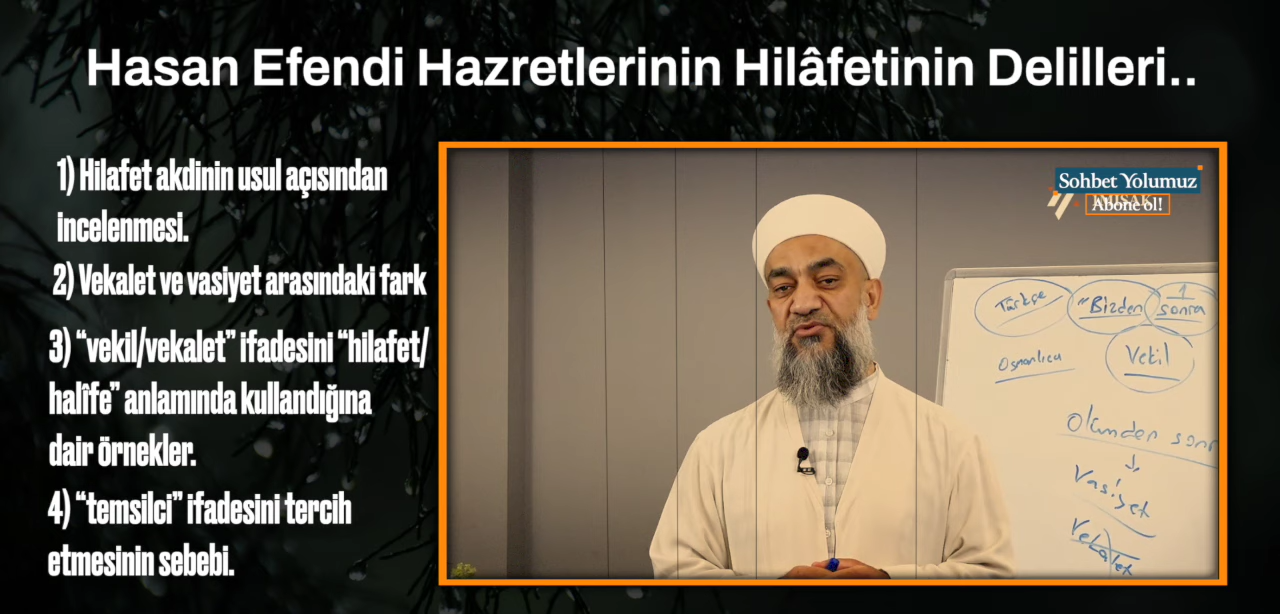 Hasan Efendi Hazretlerinin Hilâfetinin Delilleri..
1) Hilafet akdinin usul açısından
incelenmesi.
2) Vekalet ve vasiyet arasındaki fark
3) “vekil/vekalet” ifadesini “hilafet/
halîfe” anlamında kullandığına
dair örnekler.
4) “temsilci” ifadesini tercih
etmesinin sebebi.
Sohbet Yolumuz
Abone ol!
Türkçe "Bizden 1
sonra
Osmanlıca Vekil
Ölümden sonr
Vasiyet
Vekalet